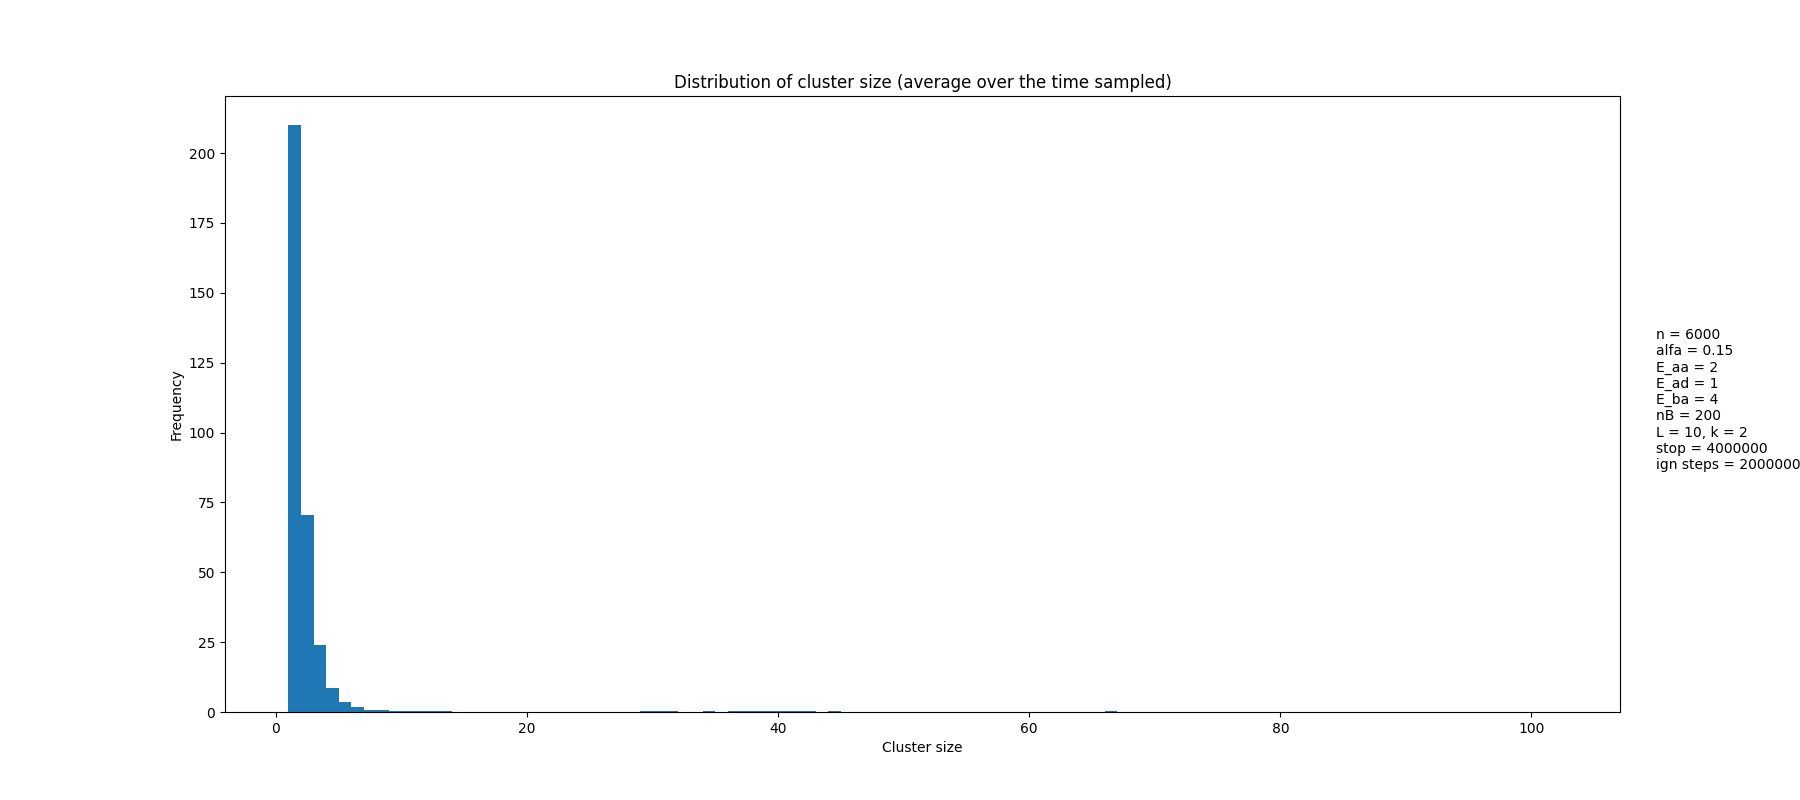 Distribution of cluster size (average over the time sampled)
200
175
150
125
100
75
50
25
0
Frequency
0 20 40 60 80 100
Cluster size
n = 6000
alfa = 0.15
E_aa = 2
E_ad = 1
E_ba = 4
nB = 200
L = 10, k = 2
stop = 4000000
ign steps = 2000000